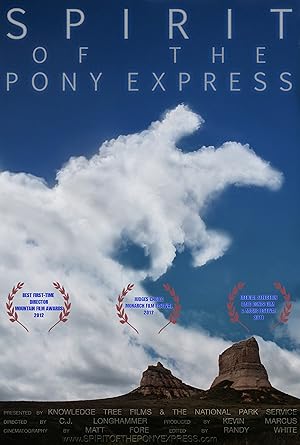 SPIRIT
OF THE
PONY EXPRESS
BEST FIRST-TIME
DIRECTOR
MOUNTAIN FILM AWARDS
2012
JUDGES CHOICE
MONARCH FILM FESTIVAL
2012
OFFICIAL SELECTION
PRESENTED BY KNOWLEDGE TREE FILMS & THE NATIONAL PARK SERVICE
DIRECTED BY C.J. LONGHAMMER PRODUCED BY KEVIN MARCUS
CINEMATOGRAPHY BY MATT FORE EDITED BY RANDY WHITE
WWW.SPIRITOFTHEPONYEXPRESS.COM